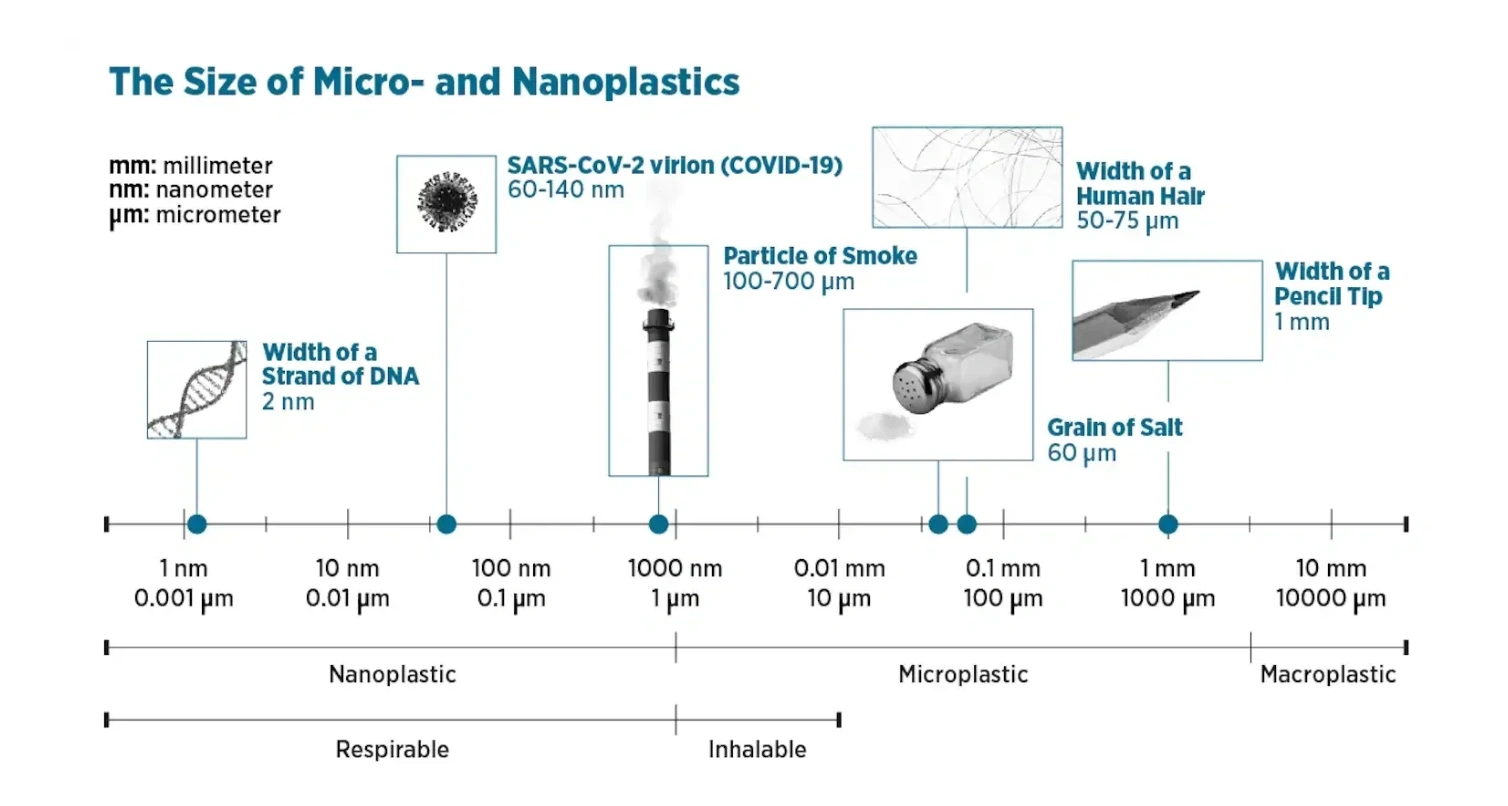 The Size of Micro- and Nanoplastics
mm: millimeter
nm: nanometer
µm: micrometer
SARS-CoV-2 virion (COVID-19)
60-140 nm
Width of a
Human Hair
50-75 µm
Particle of Smoke
100-700 µm
Width of a
Pencil Tip
1 mm
Width of a
Strand of DNA
2 nm
Grain of Salt
60 µm
1 nm 10 nm 100 nm 1000 nm 0.01 mm 0.1 mm 1 mm 10 mm
0.001 µm 0.01 µm 0.1 µm 1 µm 10 µm 100 µm 1000 µm 10000 µm
Nanoplastic Microplastic Macroplastic
Respirable Inhalable